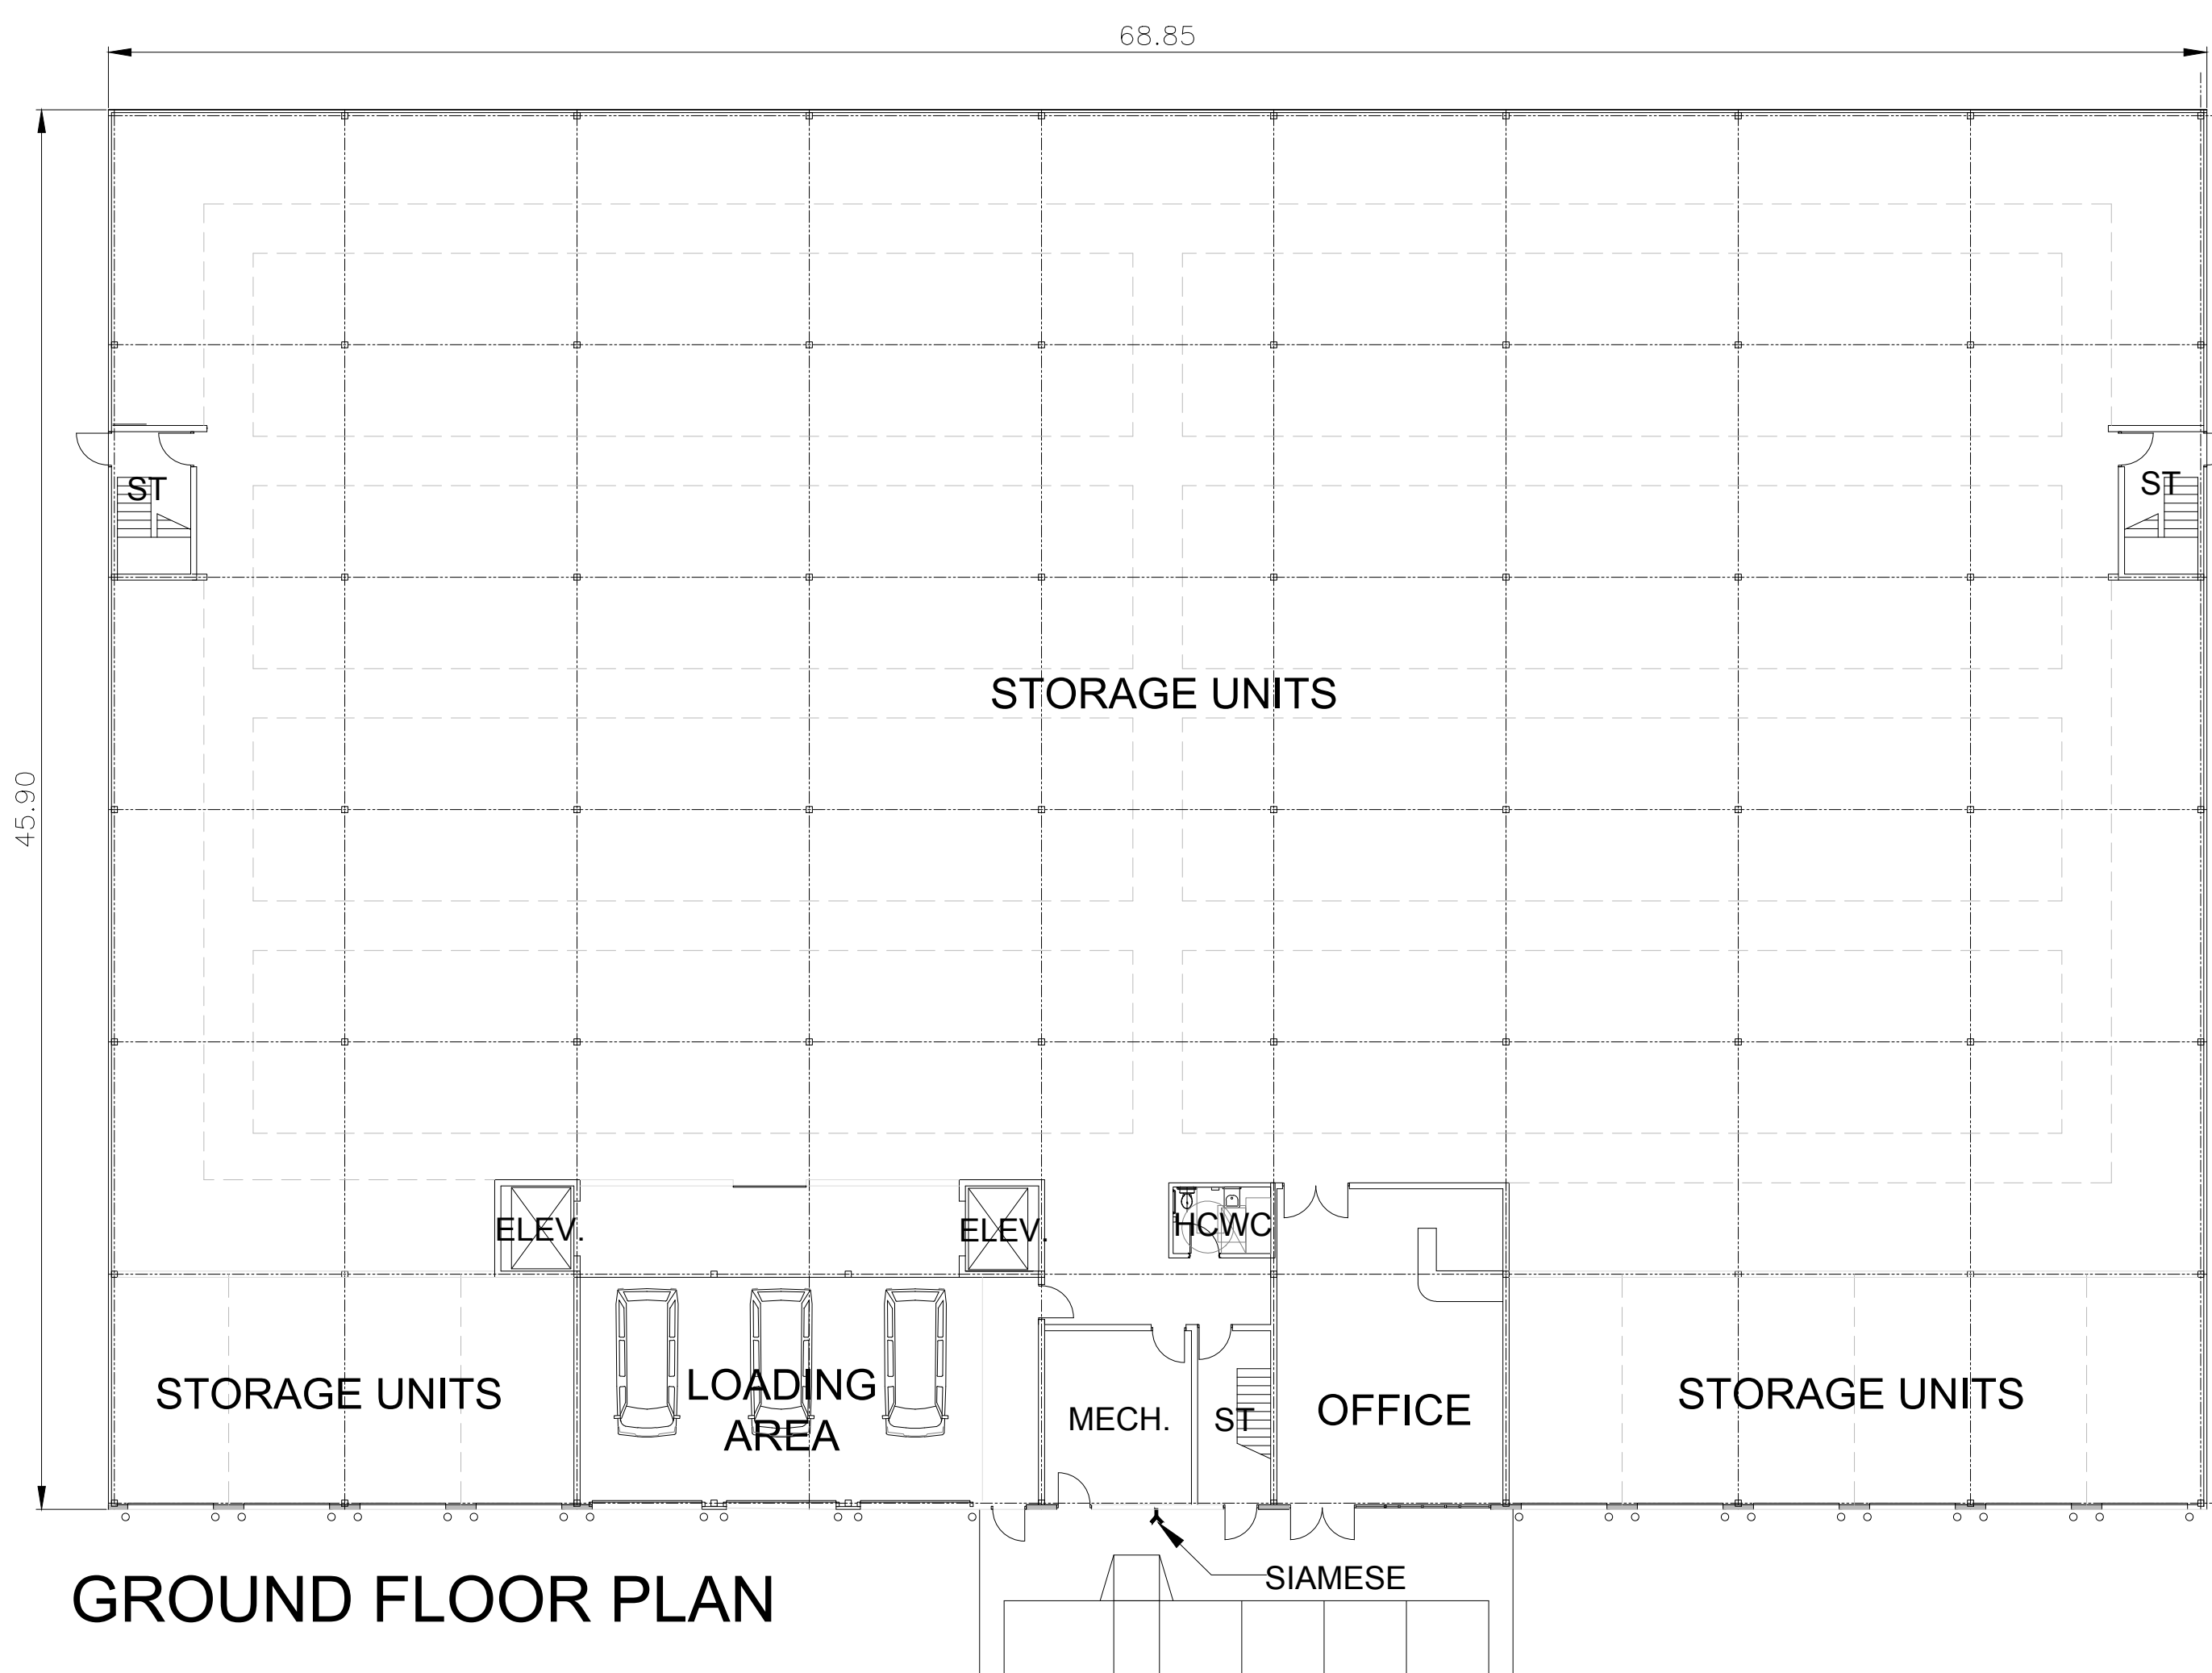 68.85
ST
ST
STORAGE UNITS
45.90
ELEV.
ELEV.
HCWC
STORAGE UNITS
LOADING
AREA
MECH.
ST
OFFICE
STORAGE UNITS
SIAMESE
GROUND FLOOR PLAN